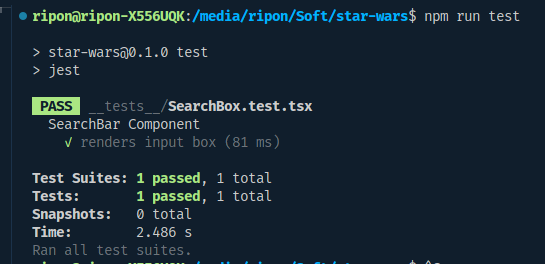 ripon@ripon-X556UQK:/media/ripon/Soft/star-wars$ npm run test
> star-wars@0.1.0 test
> jest
PASS __tests__/SearchBox.test.tsx
SearchBar Component
√ renders input box (81 ms)
Test Suites: 1 passed, 1 total
Tests: 1 passed, 1 total
Snapshots: 0 total
Time: 2.486 s
Ran all test suites.